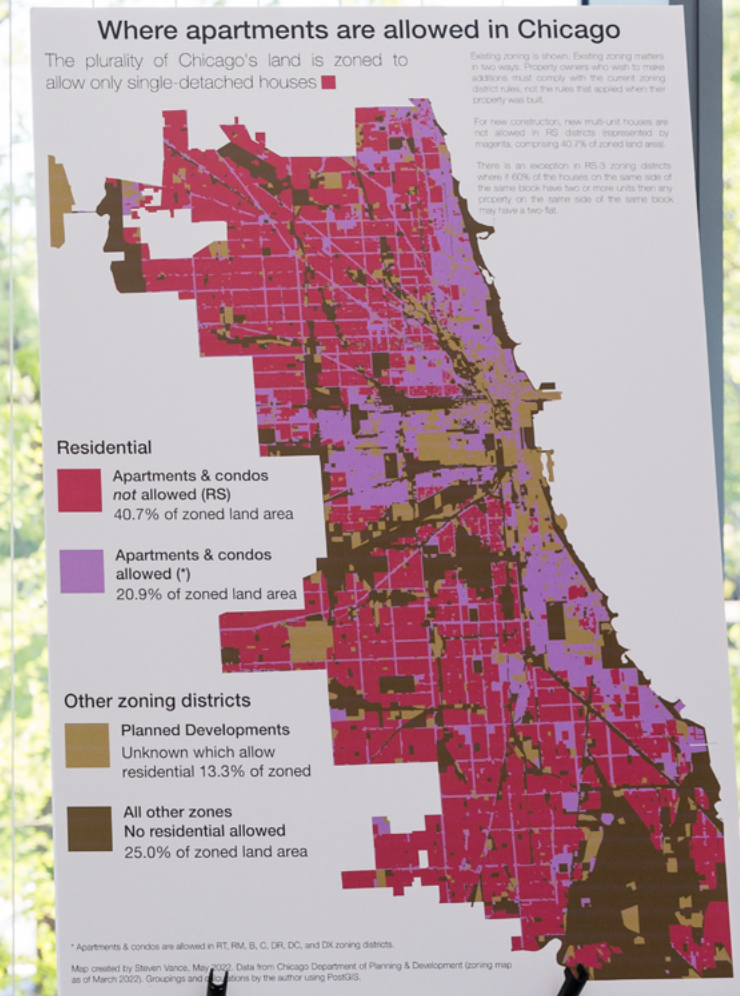 Where apartments are allowed in Chicago
The plurality of Chicago's land is zoned to
allow only single-detached houses
Existing zoning is shown. Existing zoning matters
in two ways. Property owners who wish to make
additions must comply with the current zoning
district rules, not the rules that applied when their
property was built.
For new construction, new multi-unit houses are
not allowed in RS districts (represented by
magenta, comprising 40.7% of zoned land area).
There is an exception in RS-3 zoning districts
where if 60% of the houses on the same side of
the same block have two or more units then any
property on the same side of the same block
may have a two-flat.
Residential
Apartments & condos
not allowed (RS)
40.7% of zoned land area
Apartments & condos
allowed (*)
20.9% of zoned land area
Other zoning districts
Planned Developments
Unknown which allow
residential 13.3% of zoned
All other zones
No residential allowed
25.0% of zoned land area
* Apartments & condos are allowed in RT, RM, B, C, DR, DC, and DX zoning districts.
Map created by Steven Vance, May 2022. Data from Chicago Department of Planning & Development (zoning map
as of March 2022). Groupings and calculations by the author using PostGIS.